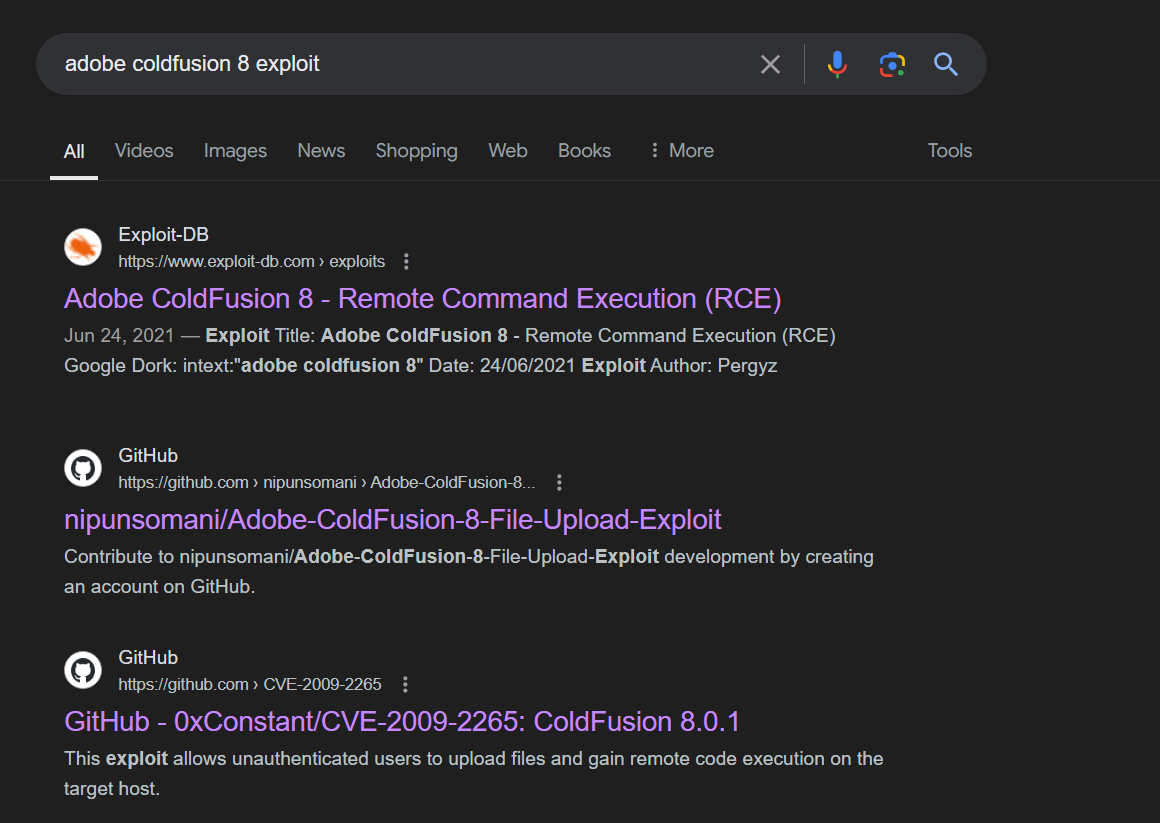 adobe coldfusion 8 exploit
All Videos Images News Shopping Web Books More Tools
Exploit-DB
https://www.exploit-db.com › exploits
Adobe ColdFusion 8 - Remote Command Execution (RCE)
Jun 24, 2021 — Exploit Title: Adobe ColdFusion 8 - Remote Command Execution (RCE)
Google Dork: intext:"adobe coldfusion 8" Date: 24/06/2021 Exploit Author: Pergyz
GitHub
https://github.com › nipunsomani › Adobe-ColdFusion-8...
nipunsomani/Adobe-ColdFusion-8-File-Upload-Exploit
Contribute to nipunsomani/Adobe-ColdFusion-8-File-Upload-Exploit development by creating
an account on GitHub.
GitHub
https://github.com › CVE-2009-2265
GitHub - 0xConstant/CVE-2009-2265: ColdFusion 8.0.1
This exploit allows unauthenticated users to upload files and gain remote code execution on the
target host.